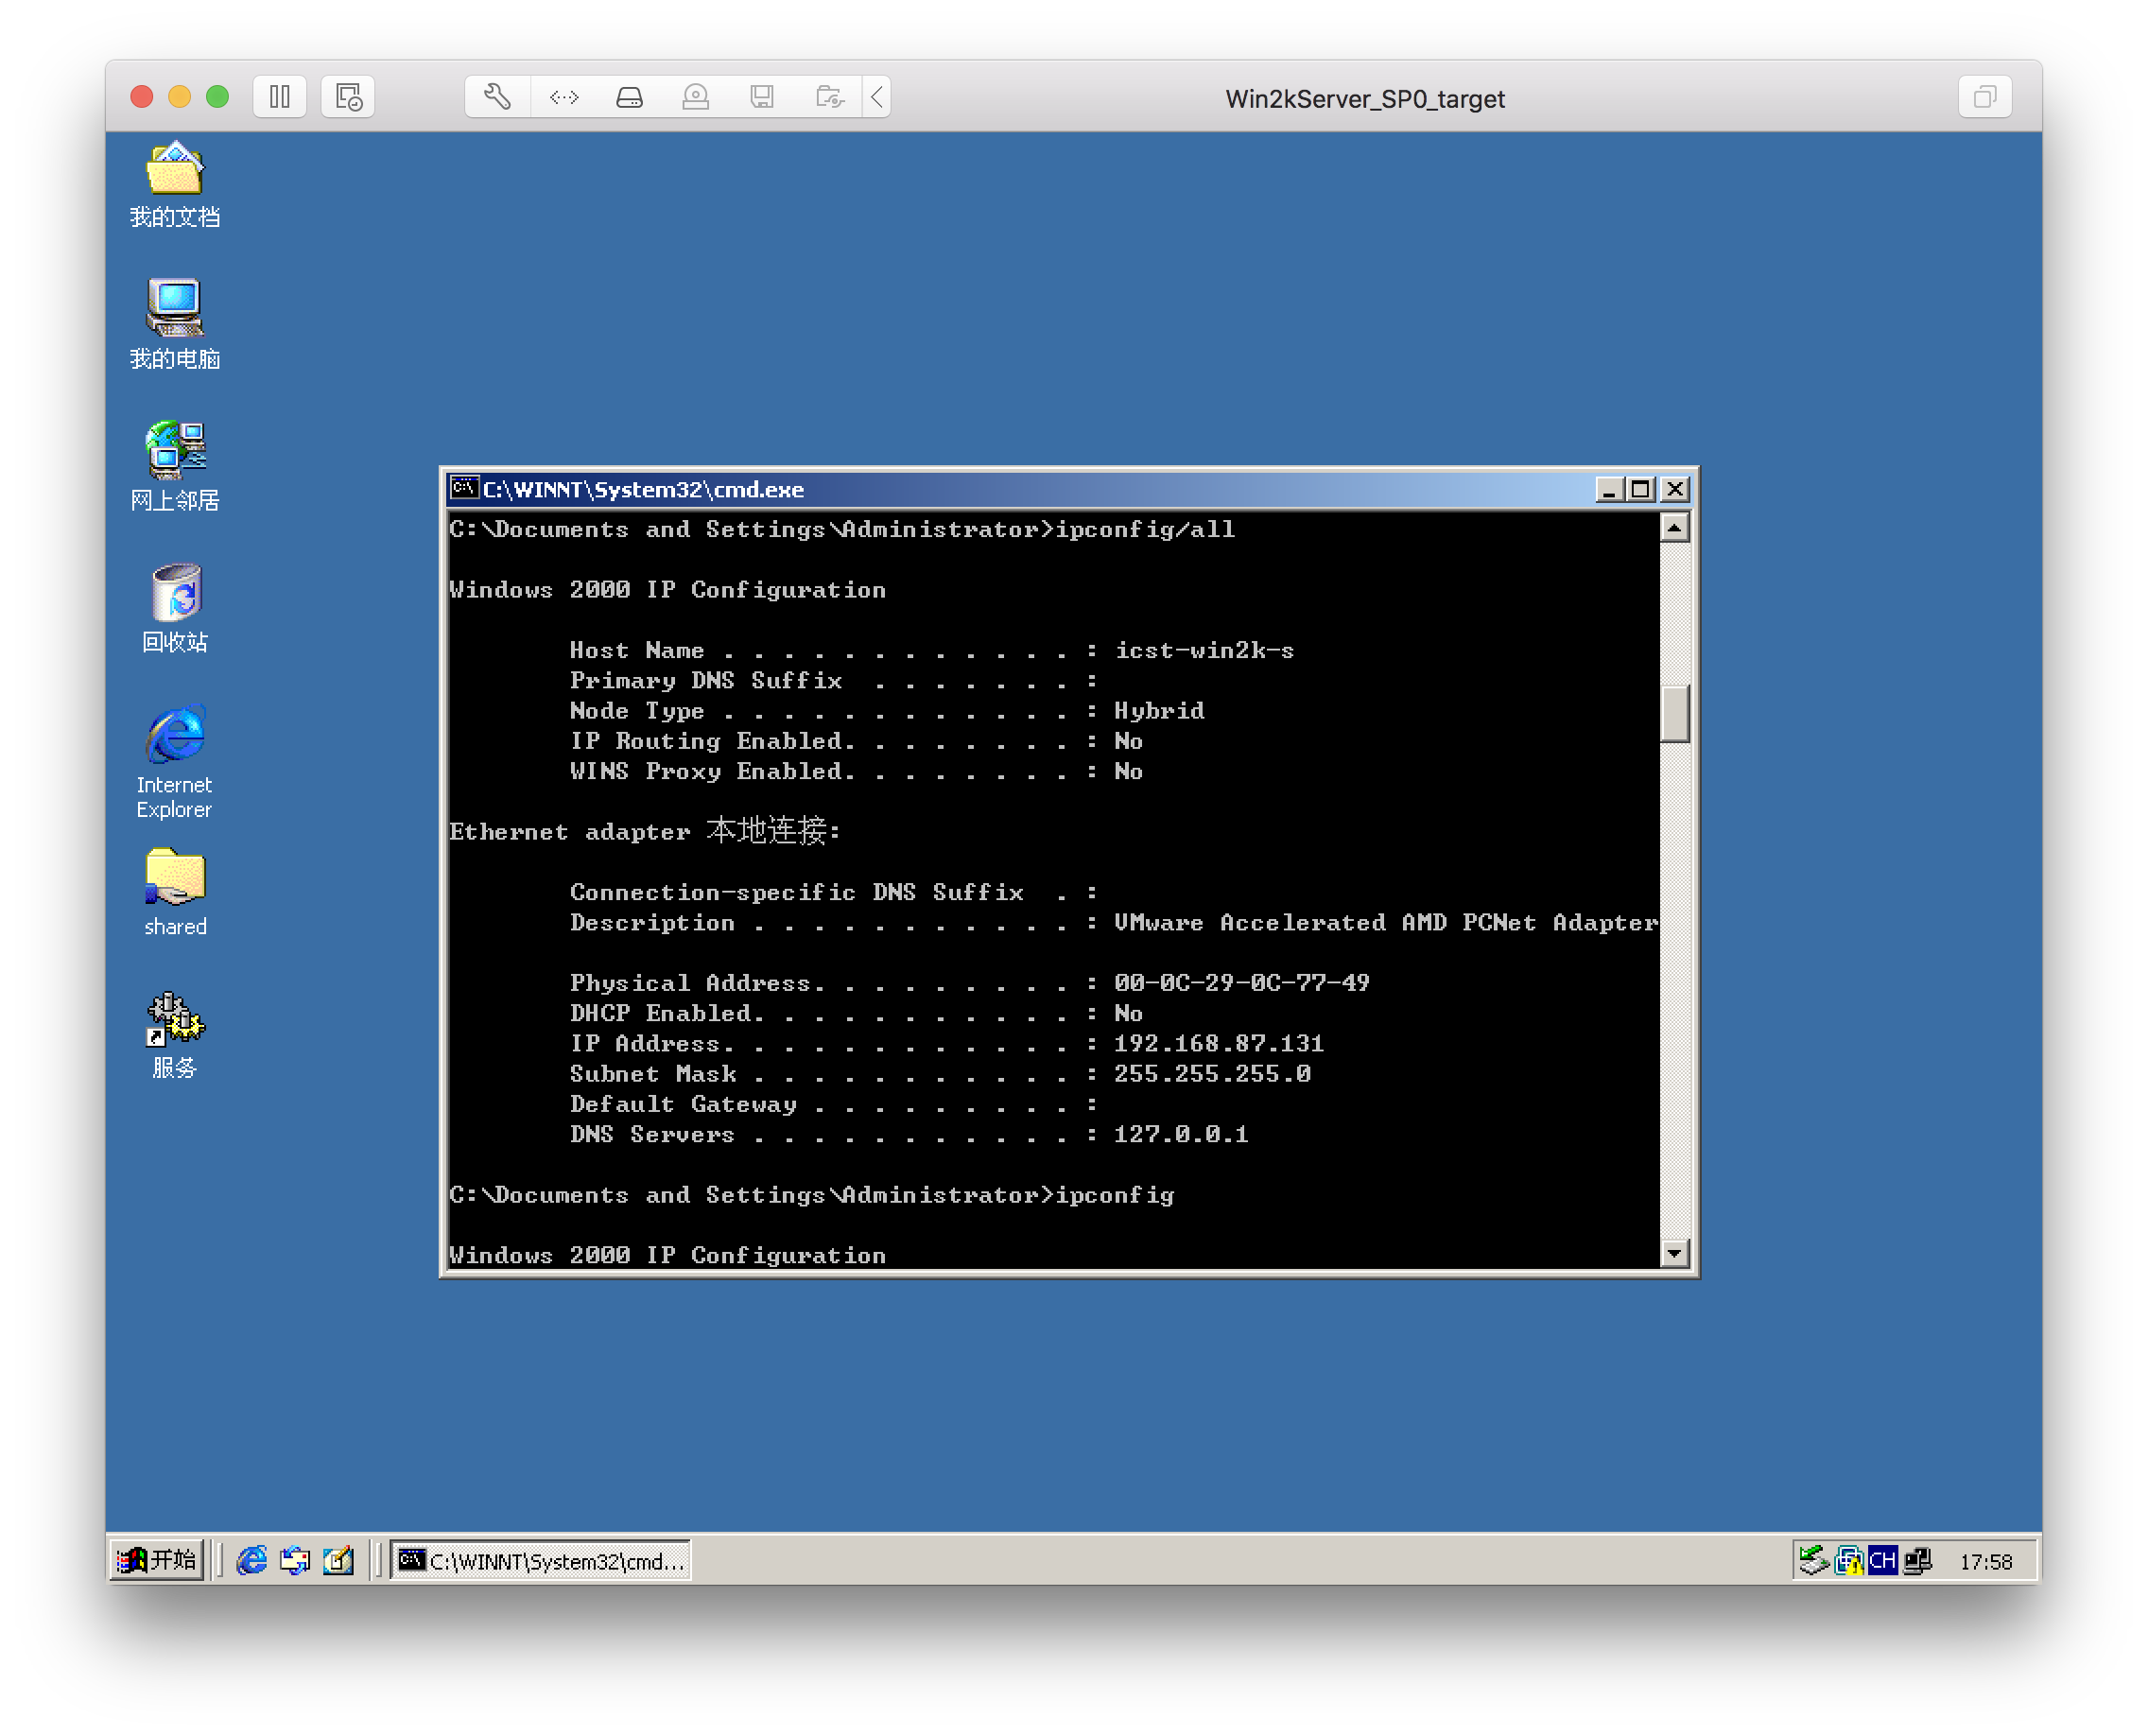 Win2kServer_SP0_target
我的文档
我的电脑
网上邻居
回收站
Internet
Explorer
shared
服务
C:\WINNT\System32\cmd.exe
C:\Documents and Settings\Administrator>ipconfig/all
Windows 2000 IP Configuration
Host Name . . . . . . . . . . . . : icst-win2k-s
Primary DNS Suffix  . . . . . . . :
Node Type . . . . . . . . . . . . : Hybrid
IP Routing Enabled. . . . . . . . : No
WINS Proxy Enabled. . . . . . . . : No
Ethernet adapter 本地连接:
Connection-specific DNS Suffix  . :
Description . . . . . . . . . . . : VMware Accelerated AMD PCNet Adapter
Physical Address. . . . . . . . . : 00-0C-29-0C-77-49
DHCP Enabled. . . . . . . . . . . : No
IP Address. . . . . . . . . . . . : 192.168.87.131
Subnet Mask . . . . . . . . . . . : 255.255.255.0
Default Gateway . . . . . . . . . :
DNS Servers . . . . . . . . . . . : 127.0.0.1
C:\Documents and Settings\Administrator>ipconfig
Windows 2000 IP Configuration
开始
C:\WINNT\System32\cmd...
CH
17:58